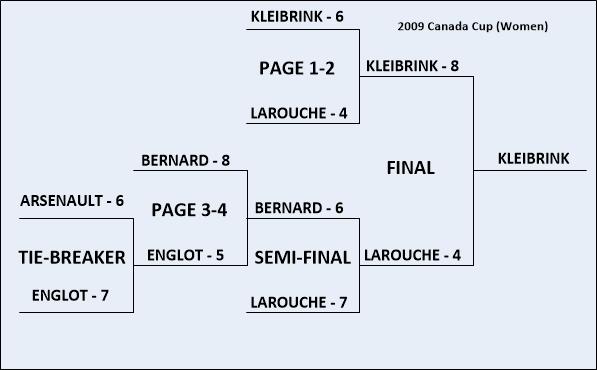 KLEIBRINK - 6
2009 Canada Cup (Women)
PAGE 1-2
KLEIBRINK - 8
LAROUCHE - 4
BERNARD - 8
FINAL
KLEIBRINK
ARSENAULT - 6
PAGE 3-4
BERNARD - 6
TIE-BREAKER
ENGLOT - 5
SEMI-FINAL
LAROUCHE - 4
ENGLOT - 7
LAROUCHE - 7